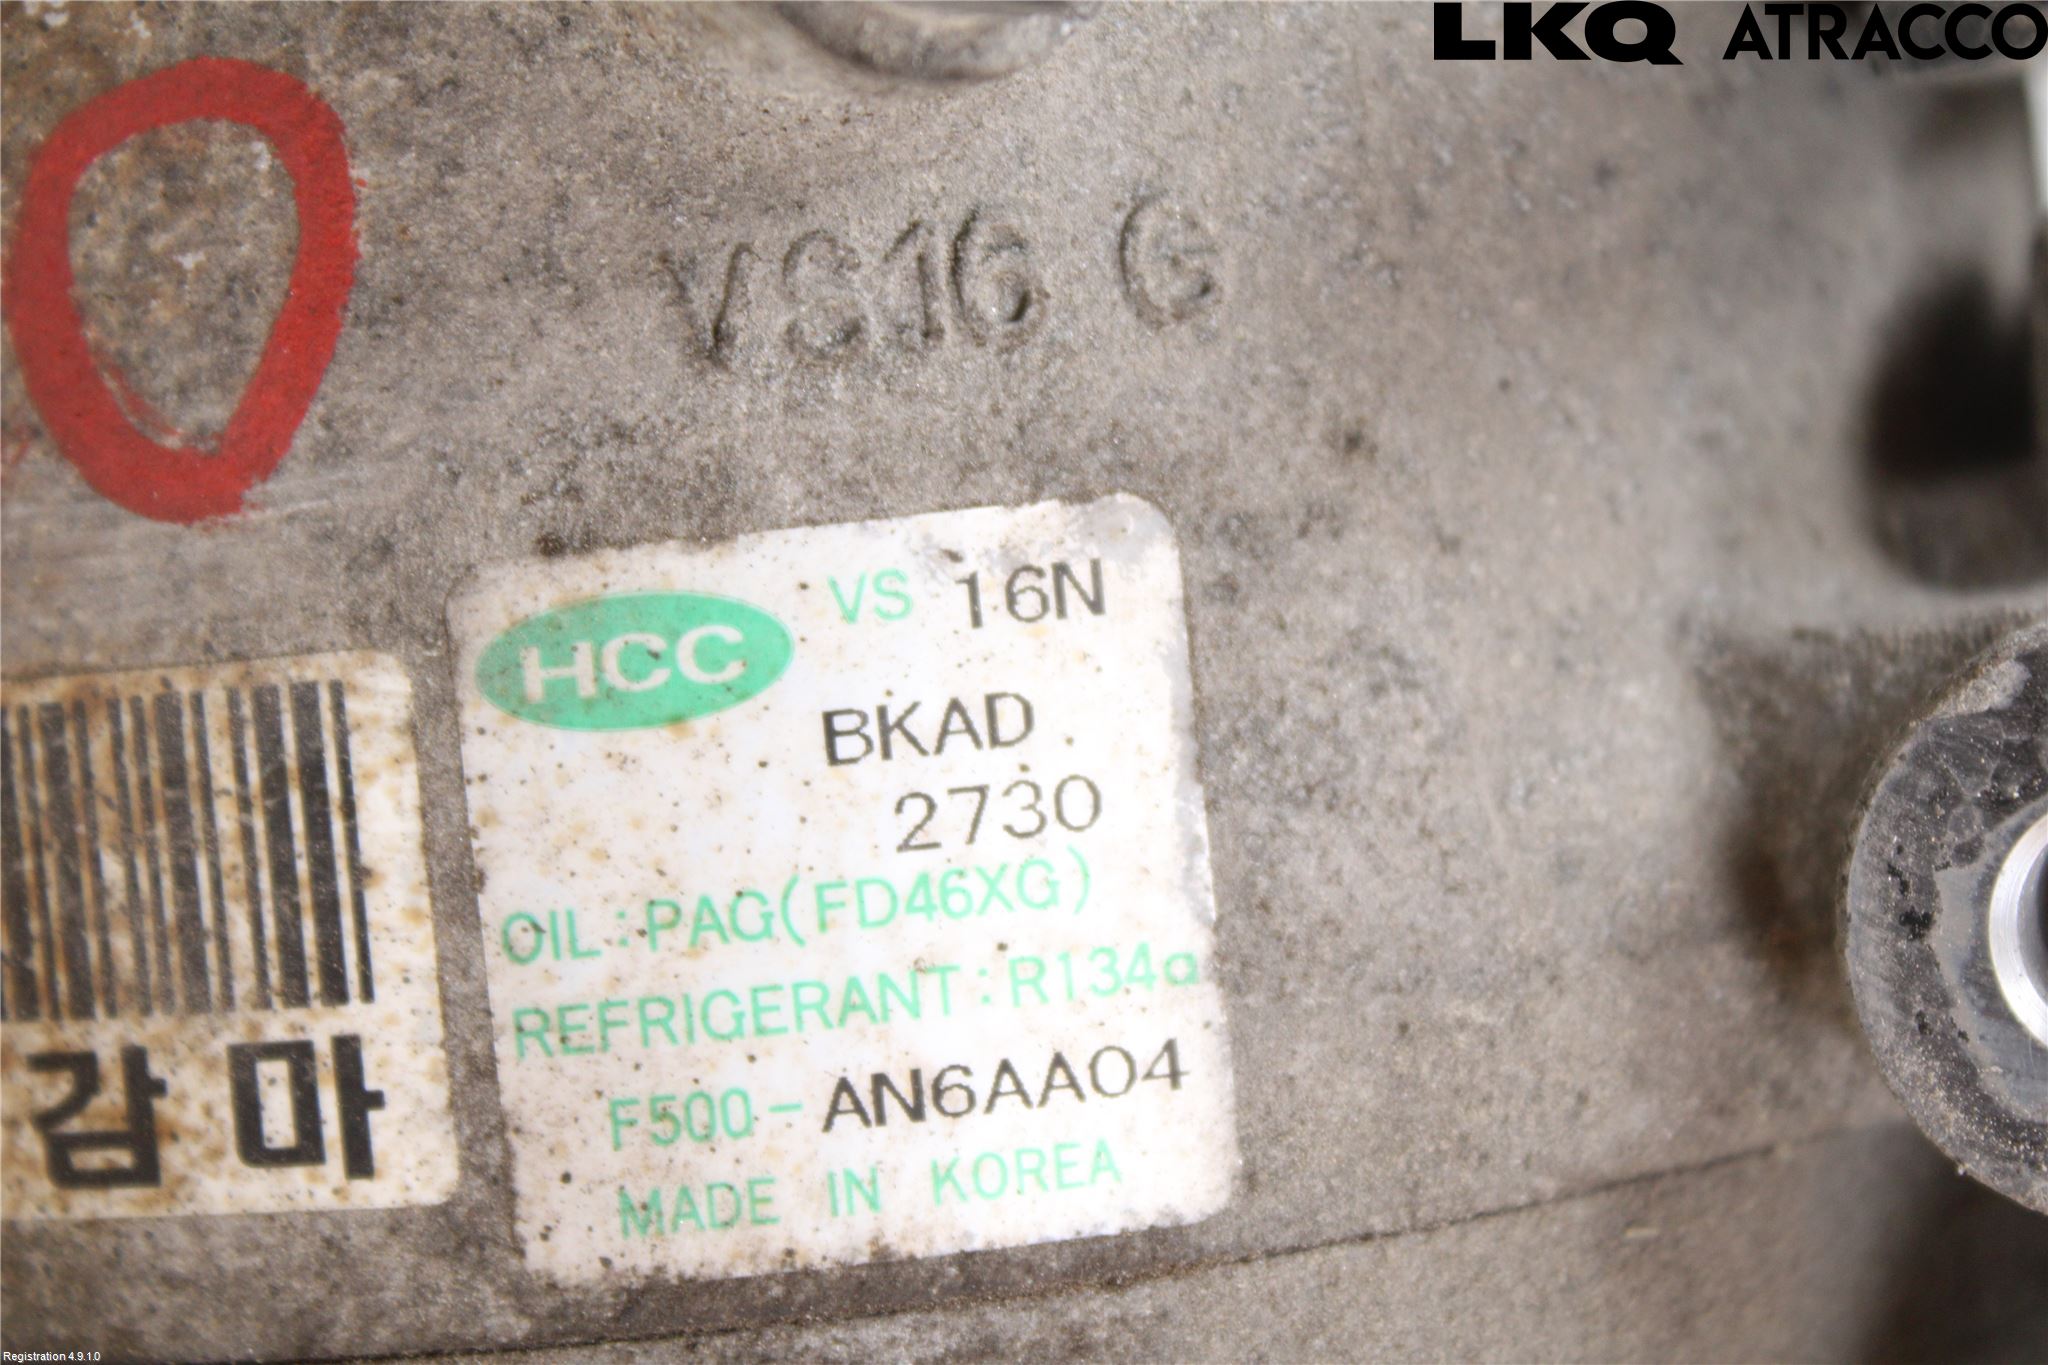 LKQ ATRACCO
VS16 G
HCC VS 16N
BKAD
2730
OIL : PAG(FD46XG)
REFRIGERANT : R134a
F500-AN6AA04
MADE IN KOREA
감 마
Registration 4.9.1.0